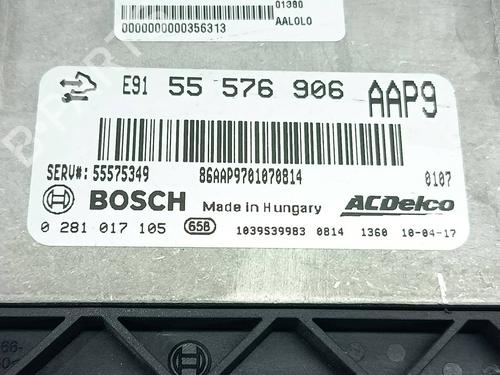 01380
0000000000356313
AALOLO
E91 55 576 906 AAP9
SERV#: 55575349 86AAP9701070814 0107
BOSCH Made in Hungary ACDelco
0 281 017 105 65B 1039S39983 0814 1360 10-04-17